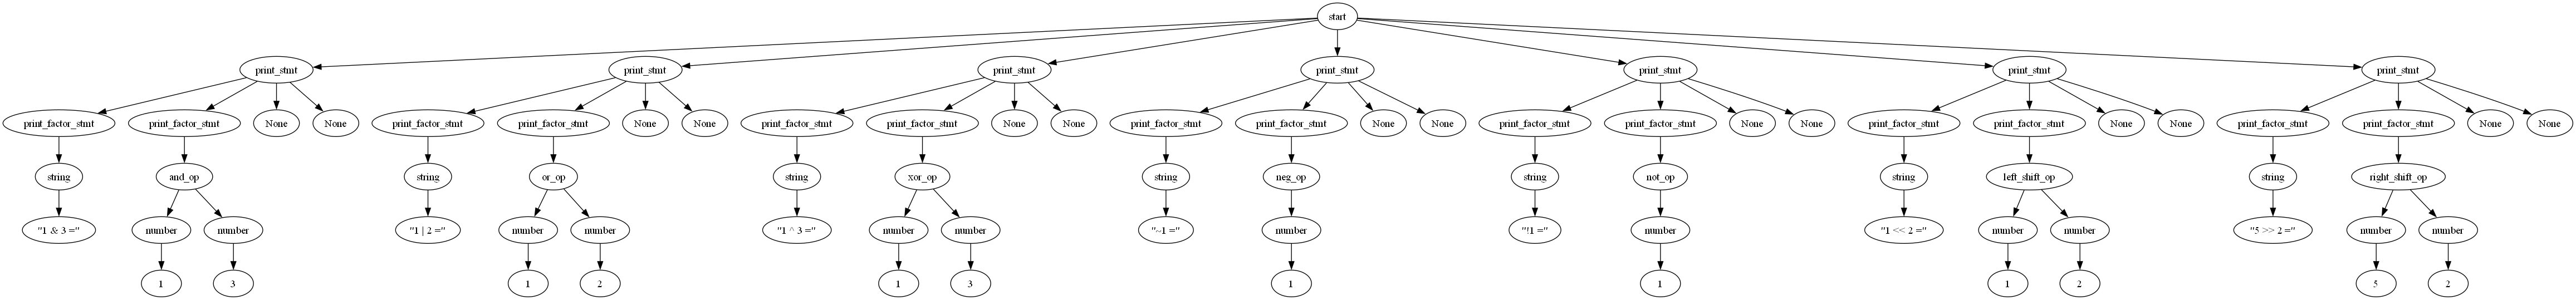 start
print_stmt print_stmt print_stmt print_stmt print_stmt print_stmt print_stmt
print_factor_stmt print_factor_stmt None None print_factor_stmt print_factor_stmt None None print_factor_stmt print_factor_stmt None None print_factor_stmt print_factor_stmt None None print_factor_stmt print_factor_stmt None None print_factor_stmt print_factor_stmt None None print_factor_stmt print_factor_stmt None None
string and_op string or_op string xor_op string neg_op string not_op string left_shift_op string right_shift_op
"1 & 3 =" number number "1 | 2 =" number number "1 ^ 3 =" number number "~1 =" number "!1 =" number "1 << 2 =" number number "5 >> 2 =" number number
1 3 1 2 1 3 1 1 1 2 5 2